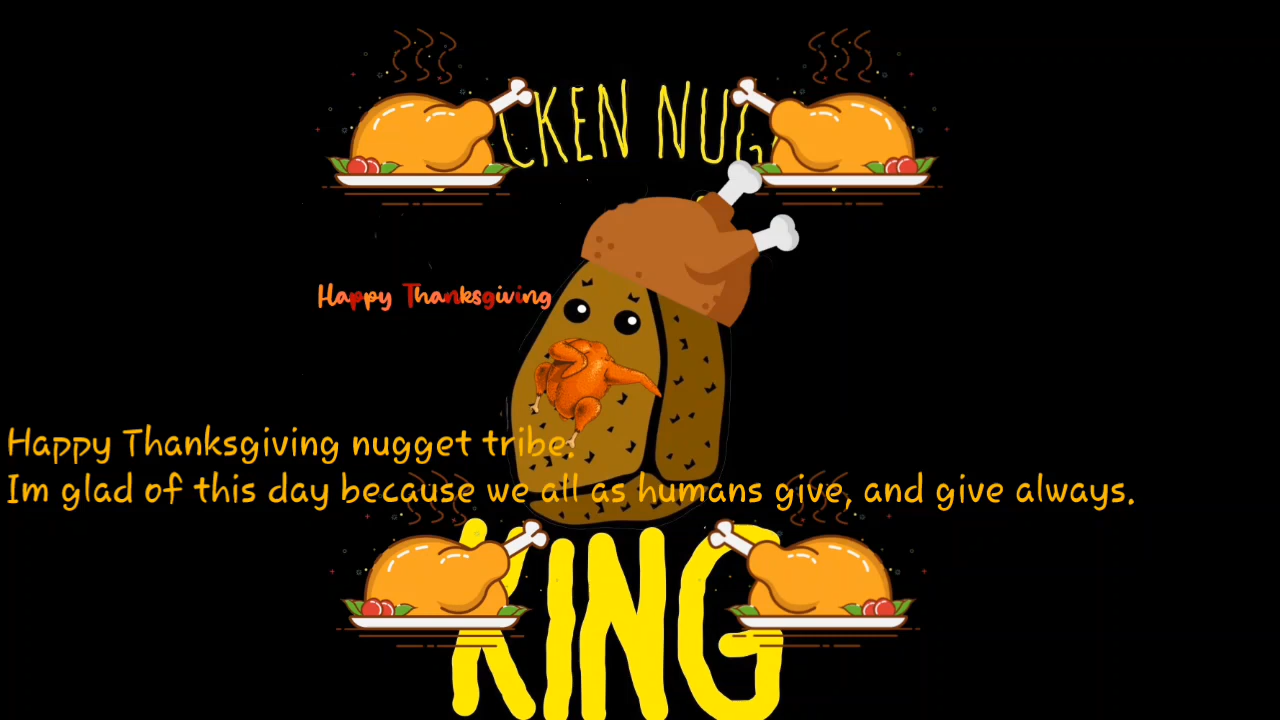 CKEN NUG
Happy Thanksgiving
Happy Thanksgiving nugget tribe.
Im glad of this day because we all as humans give, and give always.
KING